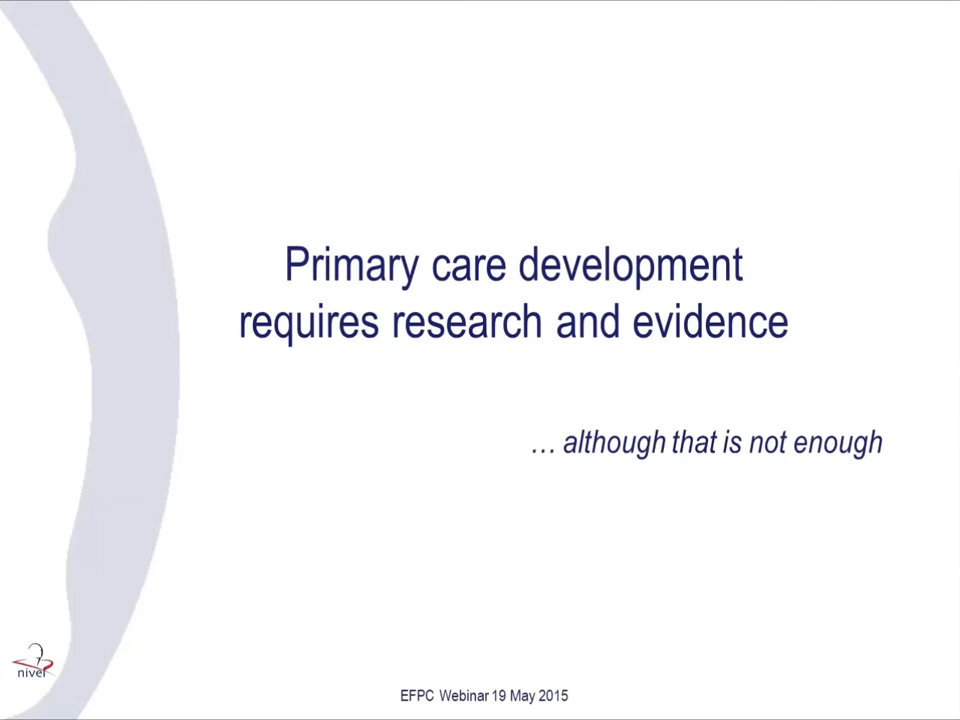 Primary care development
requires research and evidence
… although that is not enough
nivel
EFPC Webinar 19 May 2015